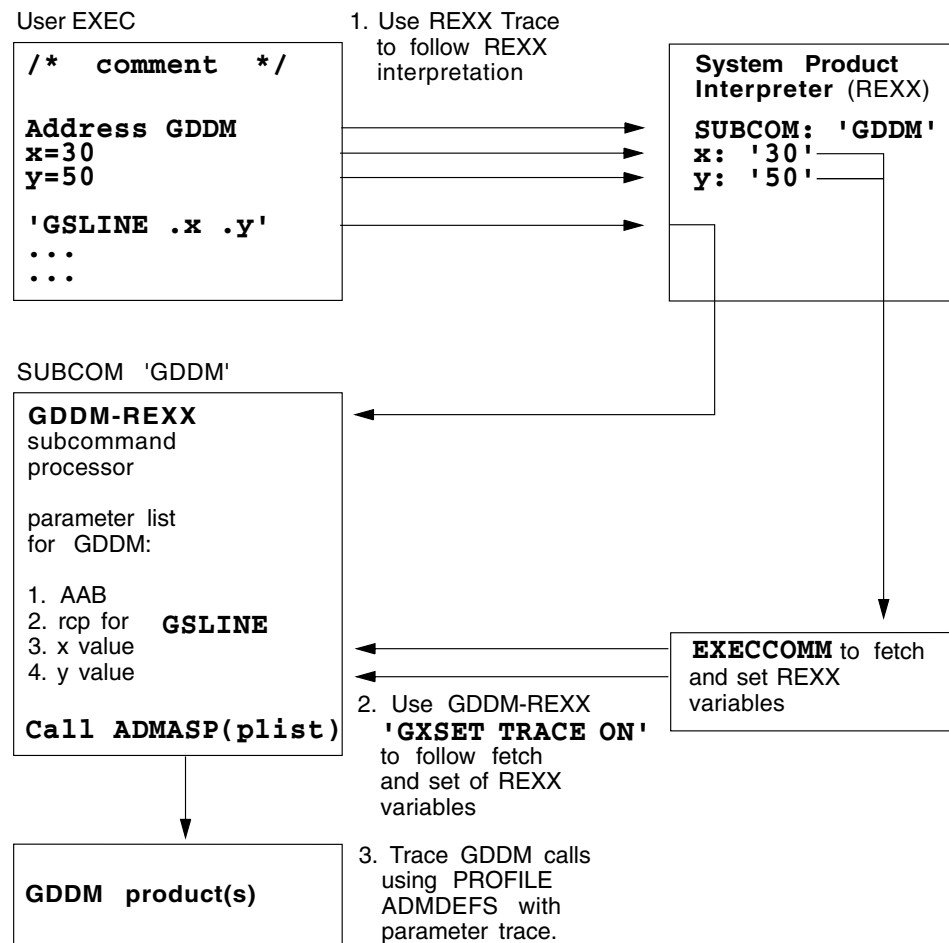 User EXEC
/* comment */
Address GDDM
x=30
y=50
'GSLINE .x .y'
...
...
1. Use REXX Trace
to follow REXX
interpretation
System Product
Interpreter (REXX)
SUBCOM: 'GDDM'
x: '30'
y: '50'
SUBCOM 'GDDM'
GDDM-REXX
subcommand
processor
parameter list
for GDDM:
1. AAB
2. rcp for GSLINE
3. x value
4. y value
Call ADMASP(plist)
EXECCOMM to fetch
and set REXX
variables
2. Use GDDM-REXX
'GXSET TRACE ON'
to follow fetch
and set of REXX
variables
GDDM product(s)
3. Trace GDDM calls
using PROFILE
ADMDEFS with
parameter trace.